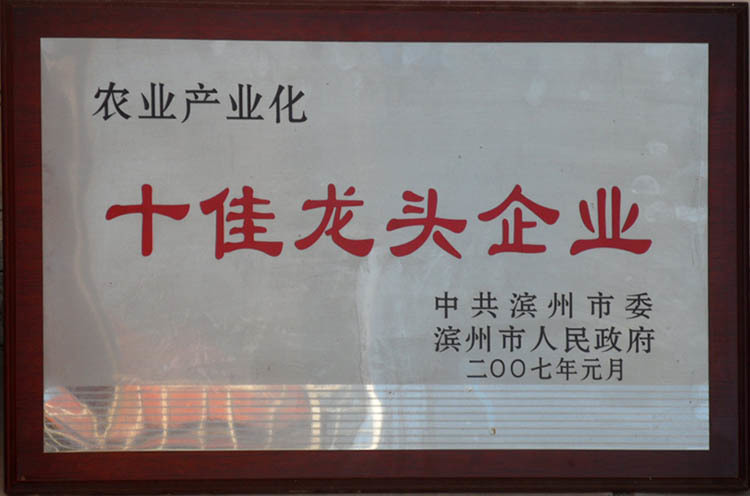 农业产业化
十佳龙头企业
中共滨州市委
滨州市人民政府
二〇〇七年元月